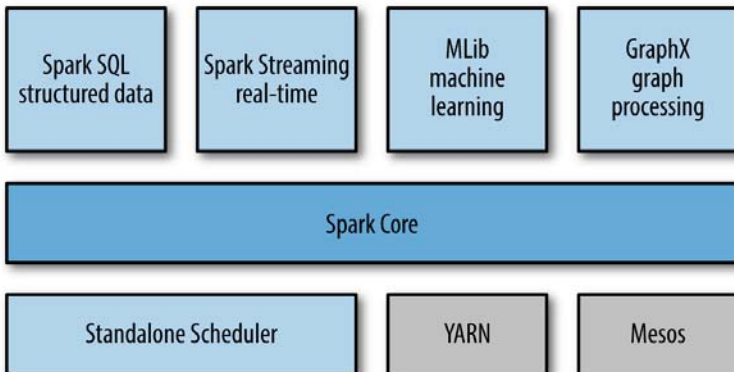 Spark SQL
structured data
Spark Streaming
real-time
MLib
machine
learning
GraphX
graph
processing
Spark Core
Standalone Scheduler
YARN
Mesos